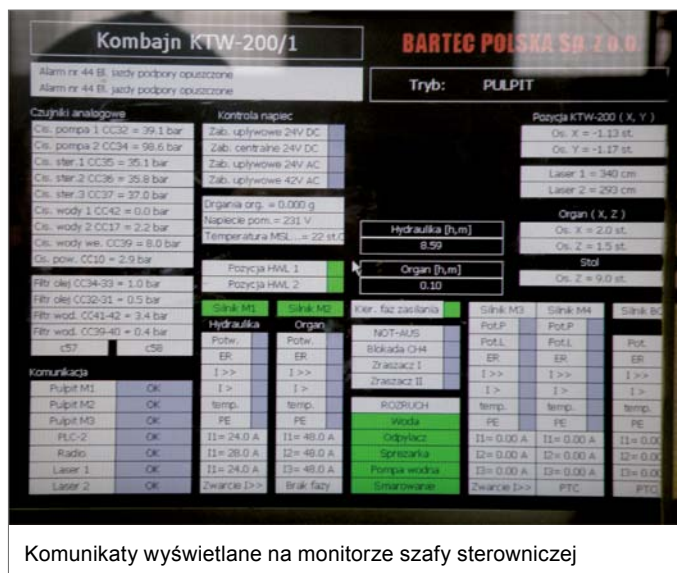 Kombajn KTW-200/1
BARTEC POLSKA Sp. z o.o.
Alarm nr 44 Bl. jazdy podpory opuszczone
Alarm nr 44 Bl. jazdy podpory opuszczone
Tryb: PULPIT
Czujniki analogowe
Cis. pompa 1 CC32 = 39.1 bar
Cis. pompa 2 CC34 = 98.6 bar
Cis. ster.1 CC35 = 35.1 bar
Cis. ster.2 CC36 = 35.8 bar
Cis. ster.3 CC37 = 37.0 bar
Cis. wody 1 CC42 = 0.0 bar
Cis. wody 2 CC17 = 2.2 bar
Cis. wody we. CC39 = 8.0 bar
Os. pow. CC10 = 2.9 bar
Filtr olej CC34-33 = 1.0 bar
Filtr olej CC32-31 = 0.5 bar
Filtr wod. CC41-42 = 3.4 bar
Filtr wod. CC39-40 = 0.4 bar
c57 c58
Komunikacja
Pulpit M1 OK
Pulpit M2 OK
Pulpit M3 OK
PLC-2 OK
Radio OK
Laser 1 OK
Laser 2 OK
Kontrola napiec
Zab. uplywowe 24V DC
Zab. centralne 24V DC
Zab. uplywowe 24V AC
Zab. uplywowe 42V AC
Drgania org. = 0.000 g
Napiecie pom. = 231 V
Temperatura MSL ...= 22 st.C
Pozycja HWL 1
Pozycja HWL 2
Silnik M1
Hydraulika
Potw.
ER
I >>
I >
temp.
PE
I1= 24.0 A
I2= 28.0 A
I1= 24.0 A
Zwarcie I>>
Silnik M2
Organ
Potw.
ER
I >>
I >
temp.
PE
I1= 48.0 A
I2= 48.0 A
I3= 48.0 A
Brak fazy
Hydraulika [h,m]
8.59
Organ [h,m]
0.10
Kier. faz zasilania
NOT-AUS
Blokada CH4
Zraszacz I
Zraszacz II
ROZRUCH
Woda
Odpylacz
Sprezarka
Pompa wodna
Smarowanie
Pozycja KTW-200 ( X, Y )
Os. X = -1.13 st.
Os. Y = -1.17 st.
Laser 1 = 340 cm
Laser 2 = 293 cm
Organ ( X, Z )
Os. X = 2.0 st.
Os. Z = 1.5 st.
Stol
Os. Z = 9.0 st.
Silnik M3
Pot.P
Pot.L
ER
I >>
I >
temp.
PE
I1= 0.00 A
I2= 0.00 A
I3= 0.00 A
Zwarcie I>>
Silnik M4
Pot.P
Pot.L
ER
I >>
I >
temp.
PE
I1= 0.00 A
I2= 0.00 A
I3= 0.00 A
PTC
Silnik
Pot.
ER
I >>
I >
temp.
PE
I1= 0.00
I2= 0.00
I3= 0.00
PTC
Komunikaty wyświetlane na monitorze szafy sterowniczej